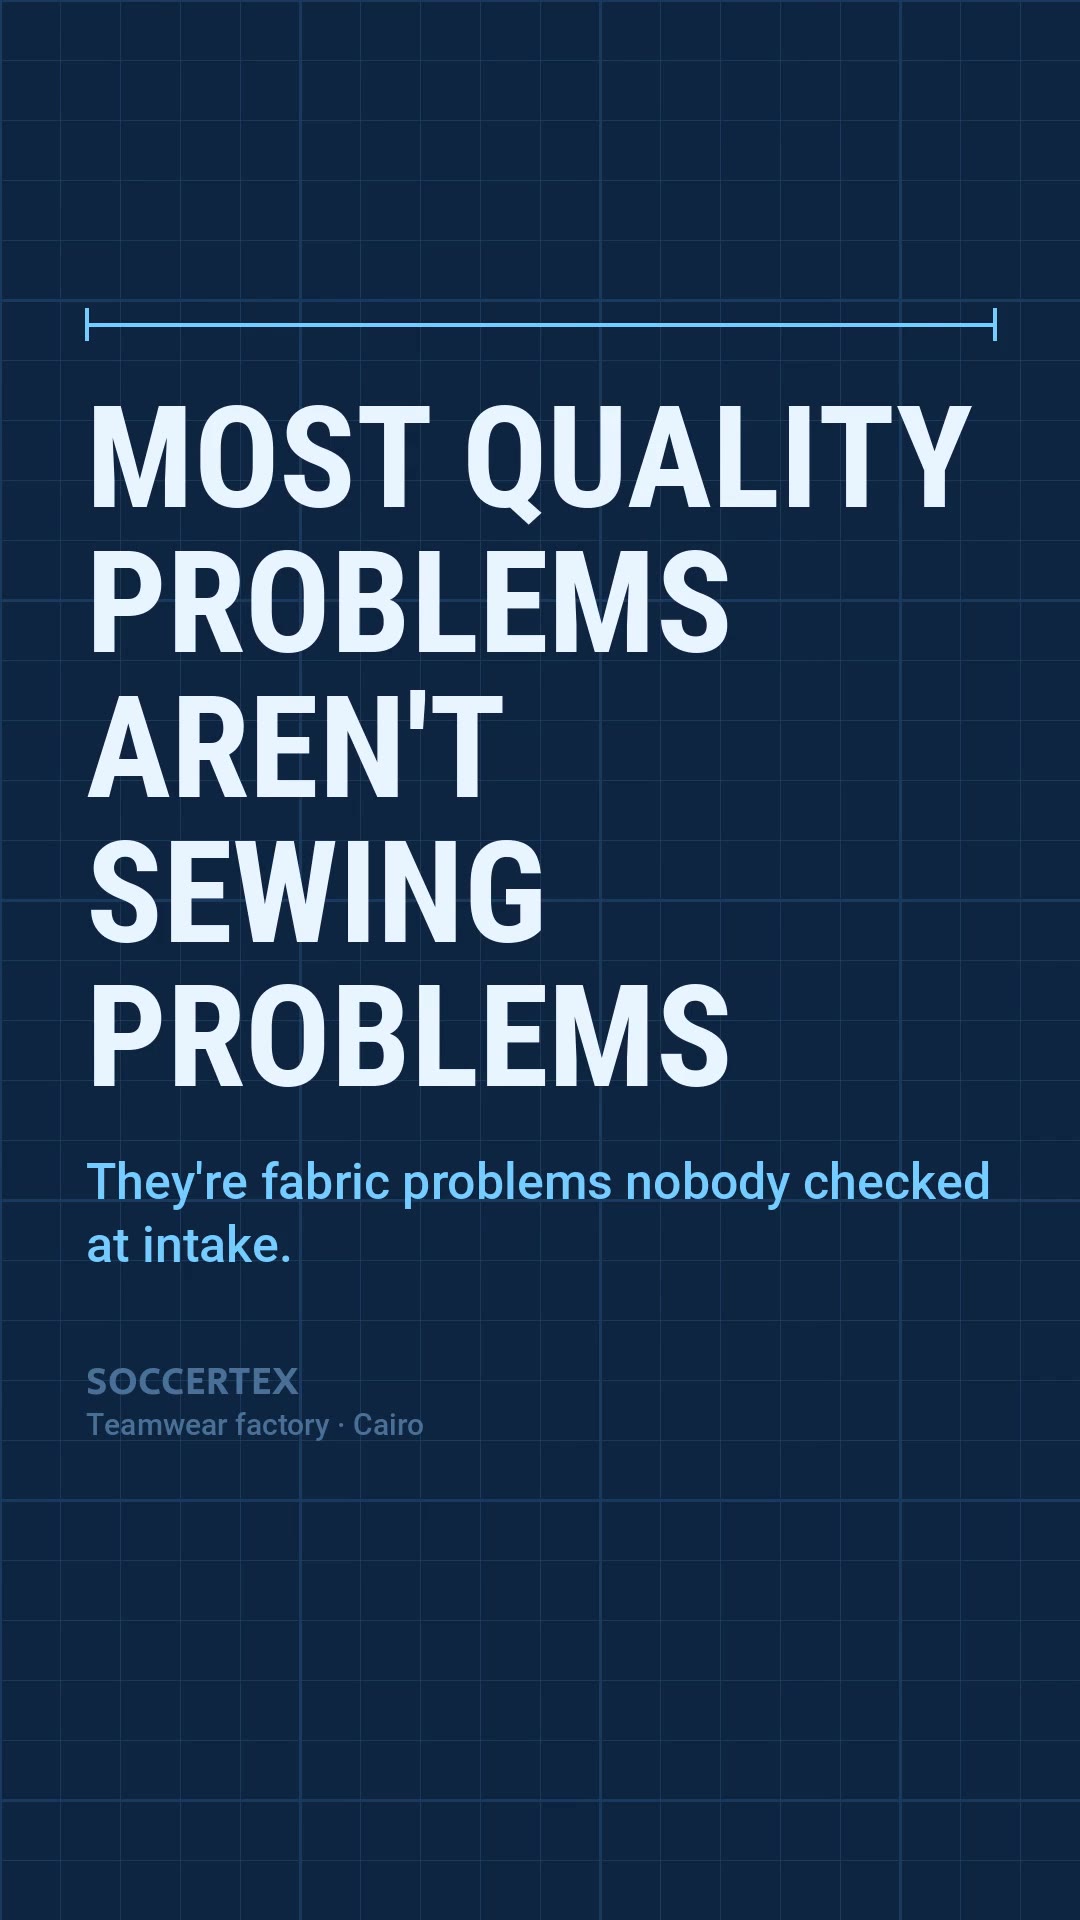 MOST QUALITY
PROBLEMS
AREN'T
SEWING
PROBLEMS
They're fabric problems nobody checked
at intake.
SOCCERTEX
Teamwear factory · Cairo